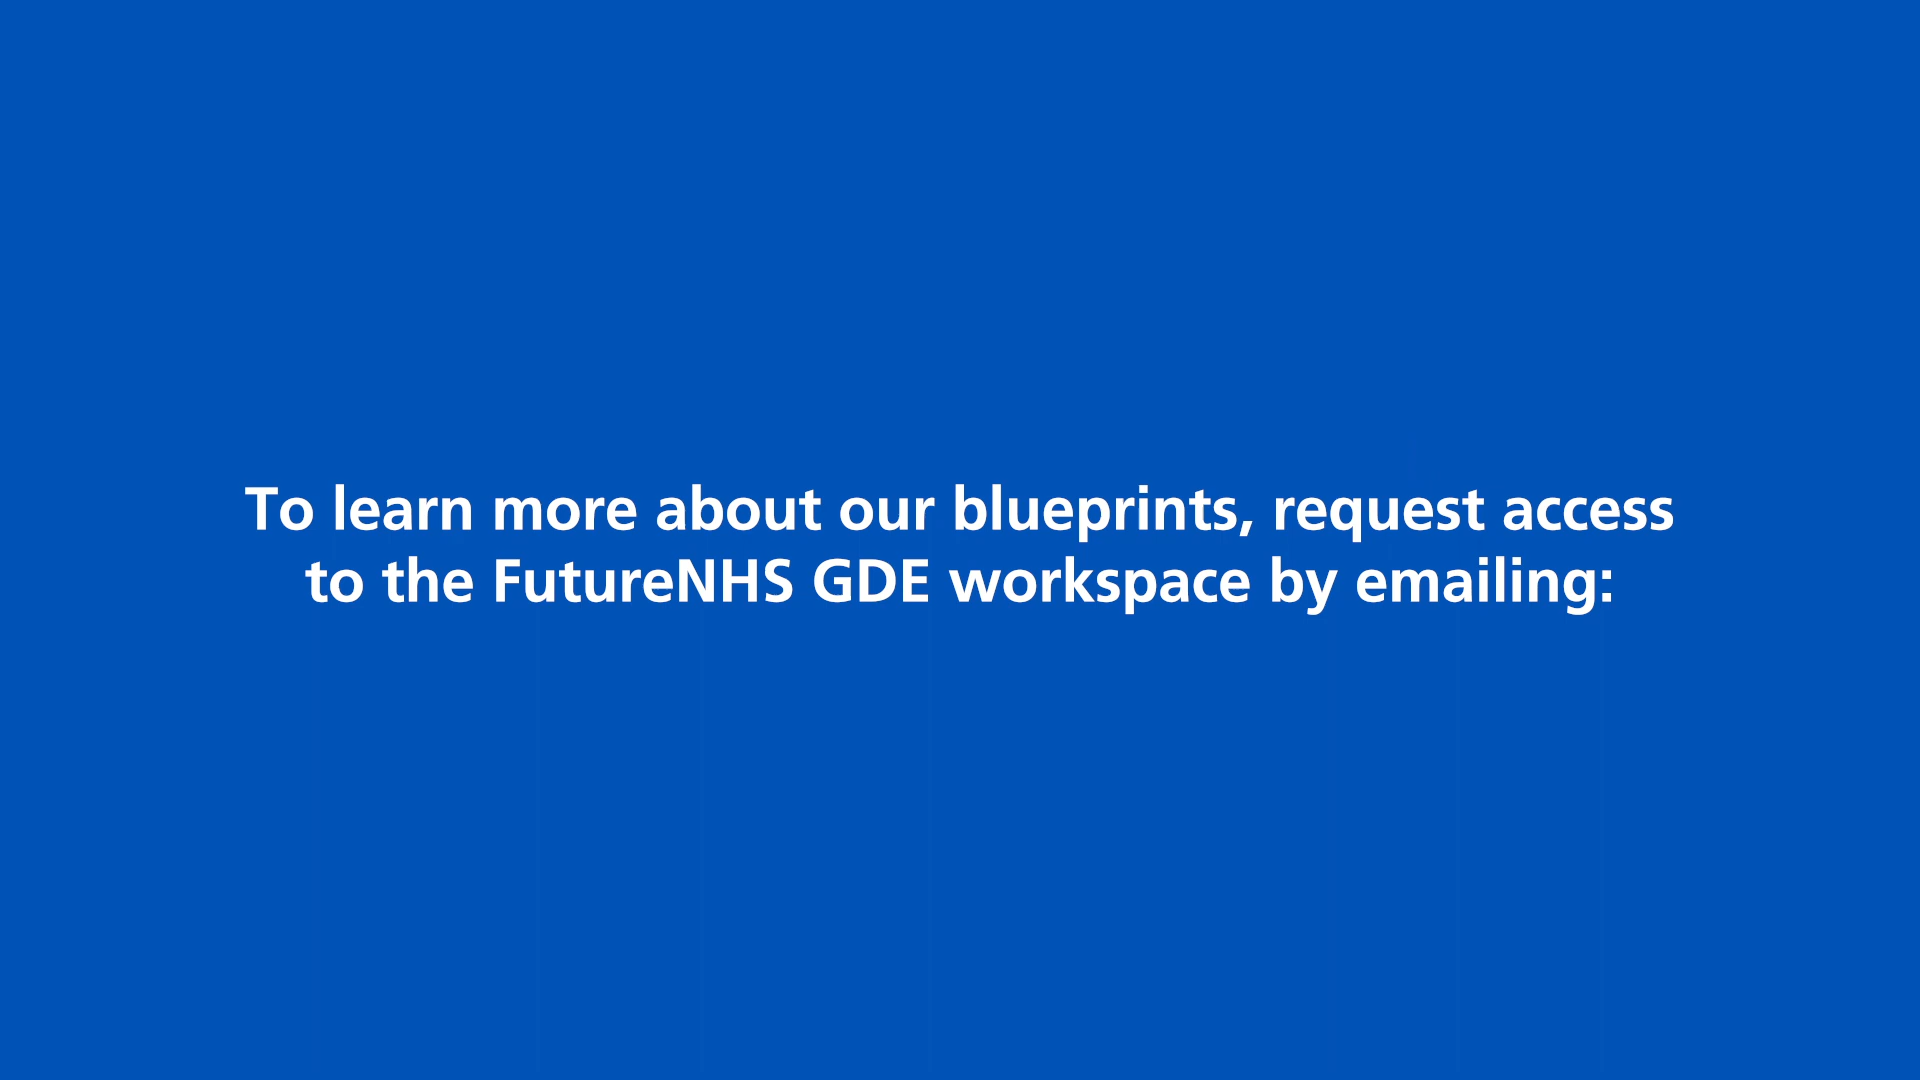 To learn more about our blueprints, request access
to the FutureNHS GDE workspace by emailing: